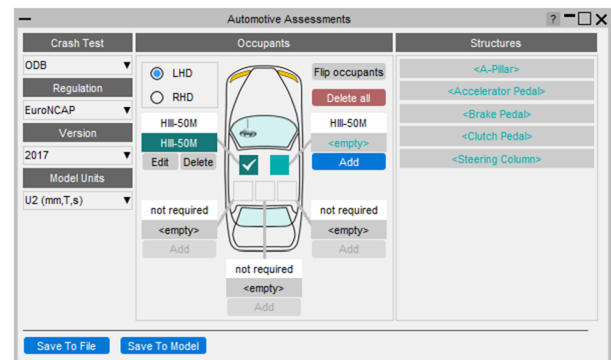 Automotive Assessments
?
Crash Test
ODB
Regulation
EuroNCAP
Version
2017
Model Units
U2 (mm,T,s)
Occupants
LHD
RHD
Flip occupants
Delete all
HIII-50M
HIII-50M
Edit Delete
HIII-50M
<empty>
Add
not required
<empty>
Add
not required
<empty>
Add
not required
<empty>
Add
Structures
<A-Pillar>
<Accelerator Pedal>
<Brake Pedal>
<Clutch Pedal>
<Steering Column>
Save To File Save To Model